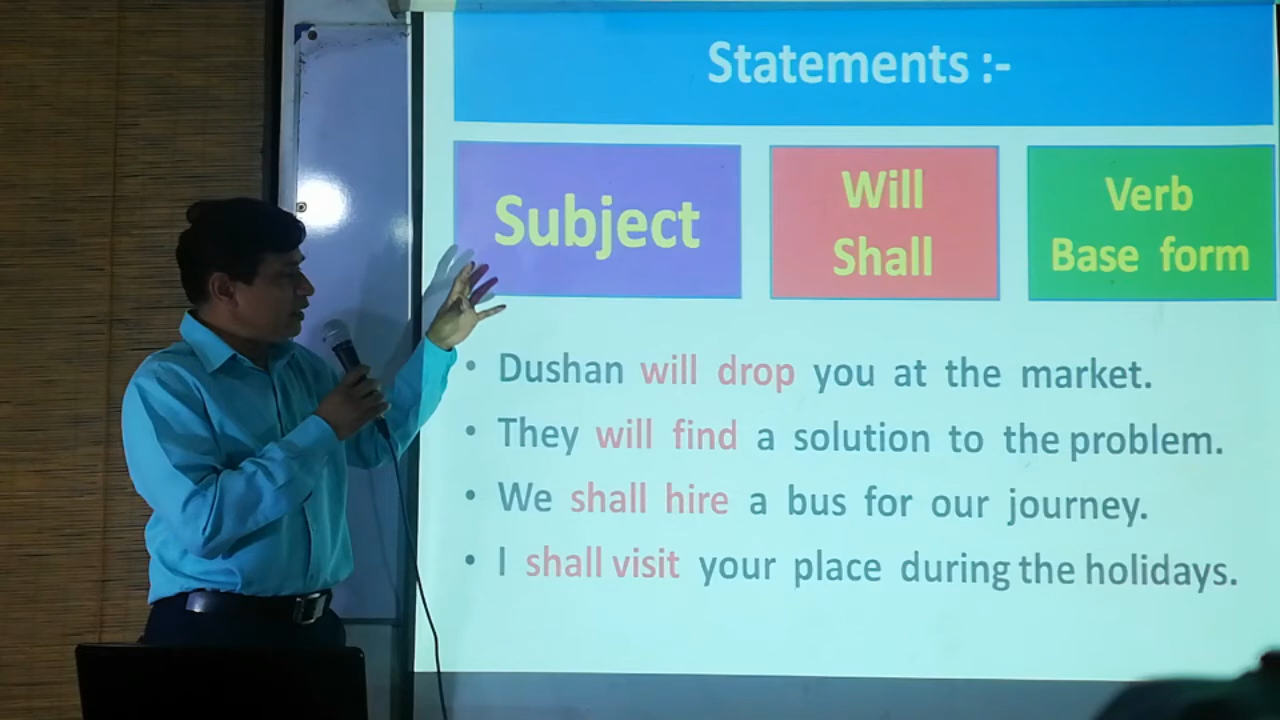 Statements :-
Subject
Will
Shall
Verb
Base form
• Dushan will drop you at the market.
• They will find a solution to the problem.
• We shall hire a bus for our journey.
• I shall visit your place during the holidays.